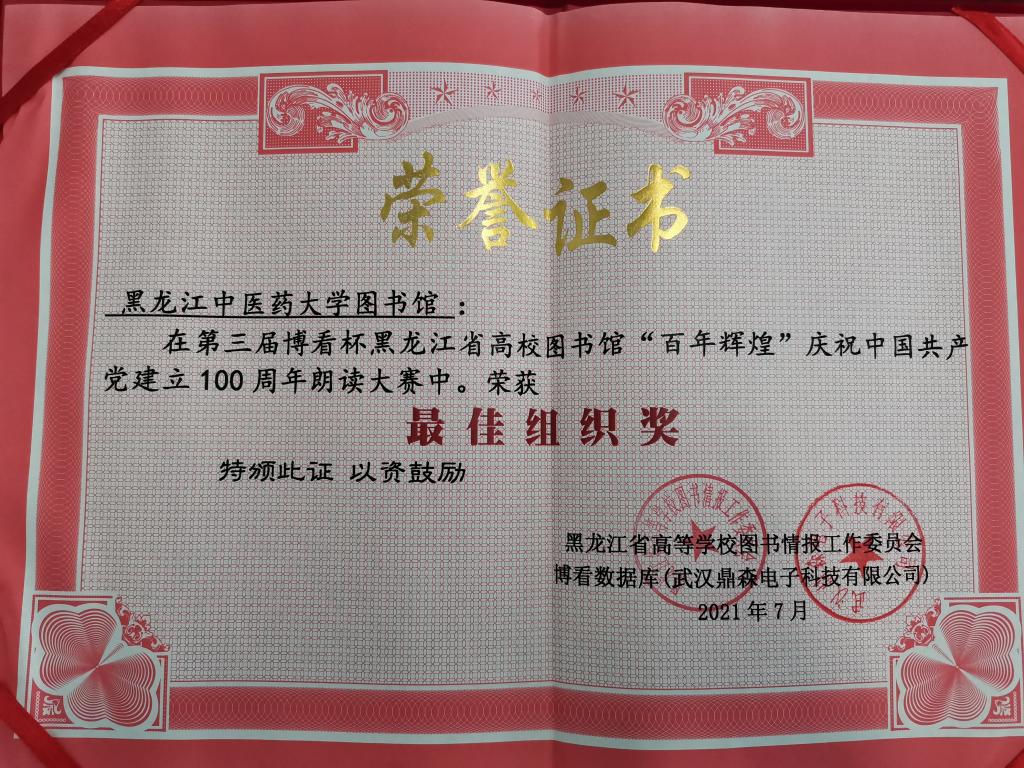 荣誉证书
黑龙江中医药大学图书馆：
在第三届博看杯黑龙江省高校图书馆“百年辉煌”庆祝中国共产
党建立100周年朗读大赛中。荣获
最佳组织奖
特颁此证 以资鼓励
黑龙江省高等学校图书情报工作委员会
博看数据库(武汉鼎森电子科技有限公司)
2021年7月